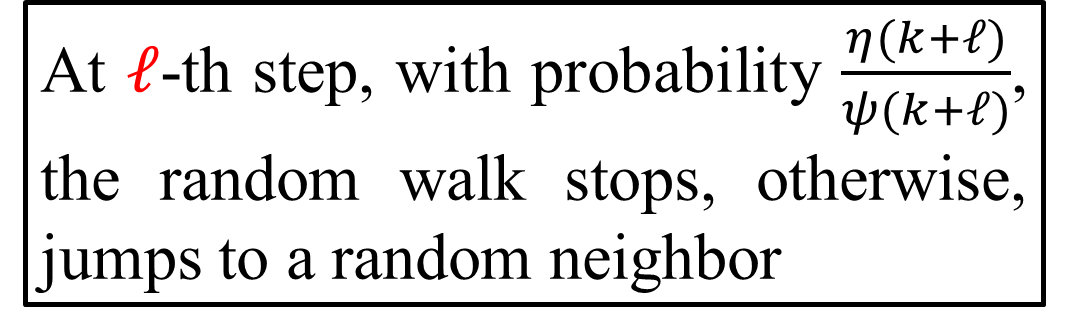 At ℓ-th step, with probability η(k+ℓ)/ψ(k+ℓ),
the random walk stops, otherwise,
jumps to a random neighbor